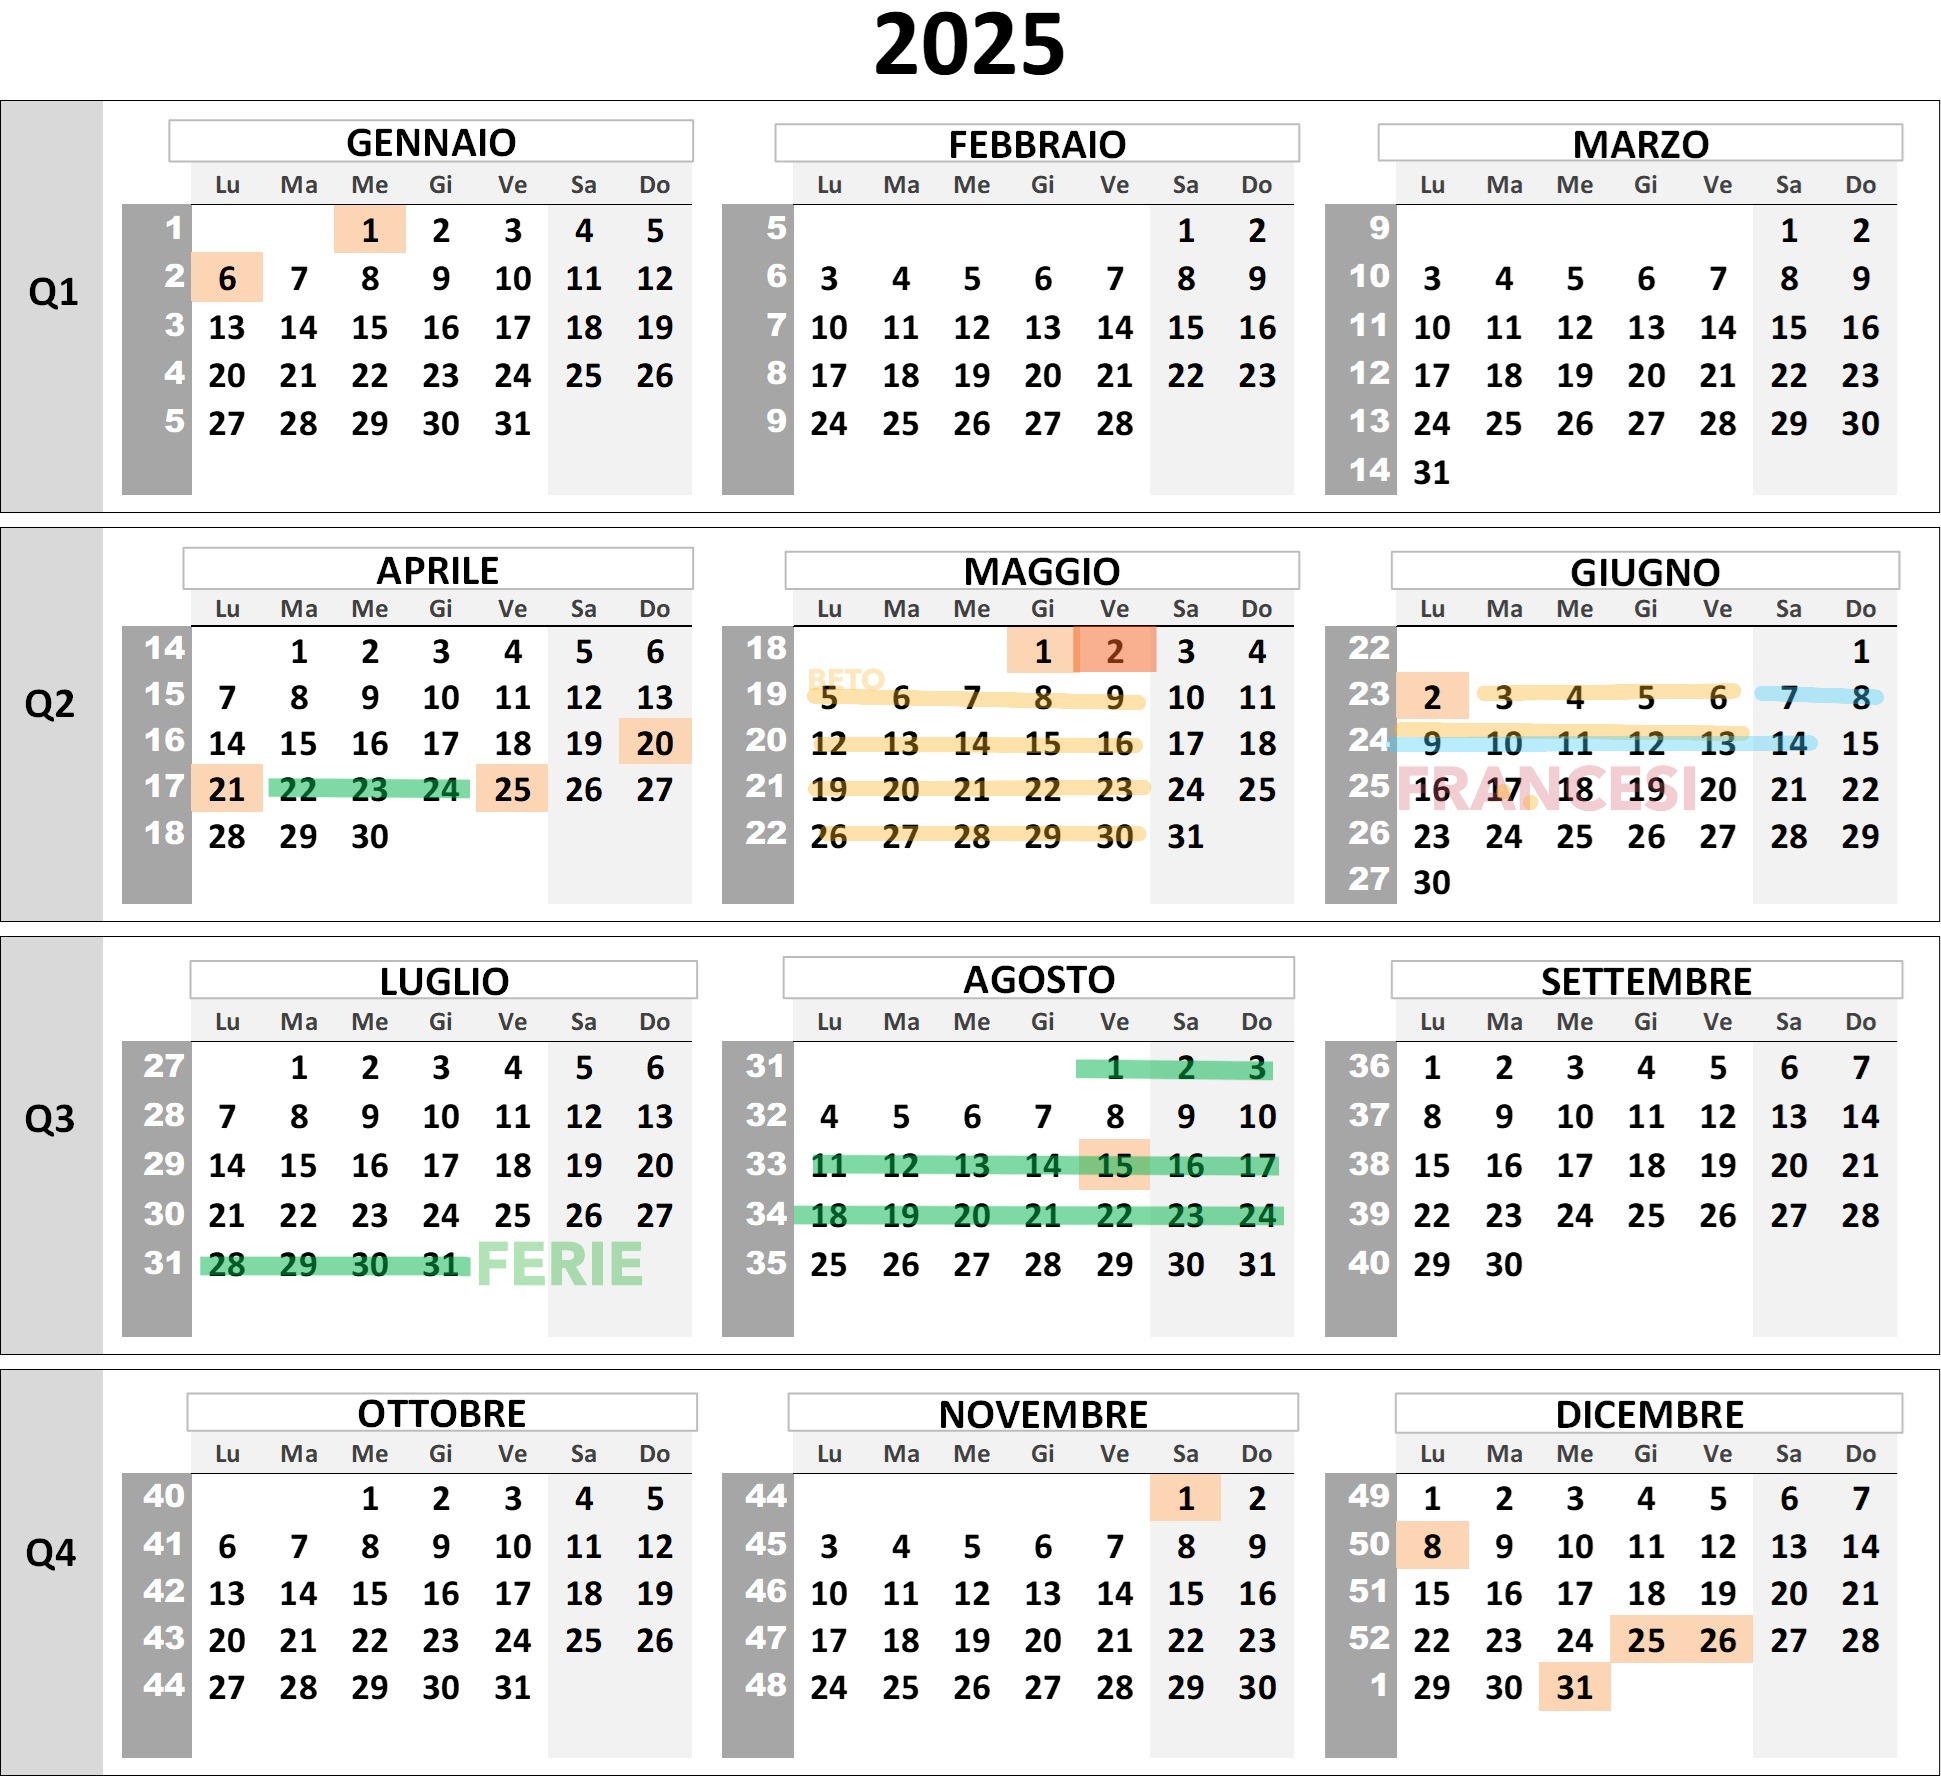 2025
Q1
GENNAIO
Lu Ma Me Gi Ve Sa Do
1 1 2 3 4 5
2 6 7 8 9 10 11 12
3 13 14 15 16 17 18 19
4 20 21 22 23 24 25 26
5 27 28 29 30 31
FEBBRAIO
Lu Ma Me Gi Ve Sa Do
5 1 2
6 3 4 5 6 7 8 9
7 10 11 12 13 14 15 16
8 17 18 19 20 21 22 23
9 24 25 26 27 28
MARZO
Lu Ma Me Gi Ve Sa Do
9 1 2
10 3 4 5 6 7 8 9
11 10 11 12 13 14 15 16
12 17 18 19 20 21 22 23
13 24 25 26 27 28 29 30
14 31
Q2
APRILE
Lu Ma Me Gi Ve Sa Do
14 1 2 3 4 5 6
15 7 8 9 10 11 12 13
16 14 15 16 17 18 19 20
17 21 22 23 24 25 26 27
18 28 29 30
MAGGIO
Lu Ma Me Gi Ve Sa Do
18 1 2 3 4
BETO
19 5 6 7 8 9 10 11
20 12 13 14 15 16 17 18
21 19 20 21 22 23 24 25
22 26 27 28 29 30 31
GIUGNO
Lu Ma Me Gi Ve Sa Do
22 1
23 2 3 4 5 6 7 8
24 9 10 11 12 13 14 15
FRANCESI
25 16 17 18 19 20 21 22
26 23 24 25 26 27 28 29
27 30
Q3
LUGLIO
Lu Ma Me Gi Ve Sa Do
27 1 2 3 4 5 6
28 7 8 9 10 11 12 13
29 14 15 16 17 18 19 20
30 21 22 23 24 25 26 27
31 28 29 30 31 FERIE
AGOSTO
Lu Ma Me Gi Ve Sa Do
31 1 2 3
32 4 5 6 7 8 9 10
33 11 12 13 14 15 16 17
34 18 19 20 21 22 23 24
35 25 26 27 28 29 30 31
SETTEMBRE
Lu Ma Me Gi Ve Sa Do
36 1 2 3 4 5 6 7
37 8 9 10 11 12 13 14
38 15 16 17 18 19 20 21
39 22 23 24 25 26 27 28
40 29 30
Q4
OTTOBRE
Lu Ma Me Gi Ve Sa Do
40 1 2 3 4 5
41 6 7 8 9 10 11 12
42 13 14 15 16 17 18 19
43 20 21 22 23 24 25 26
44 27 28 29 30 31
NOVEMBRE
Lu Ma Me Gi Ve Sa Do
44 1 2
45 3 4 5 6 7 8 9
46 10 11 12 13 14 15 16
47 17 18 19 20 21 22 23
48 24 25 26 27 28 29 30
DICEMBRE
Lu Ma Me Gi Ve Sa Do
49 1 2 3 4 5 6 7
50 8 9 10 11 12 13 14
51 15 16 17 18 19 20 21
52 22 23 24 25 26 27 28
1 29 30 31